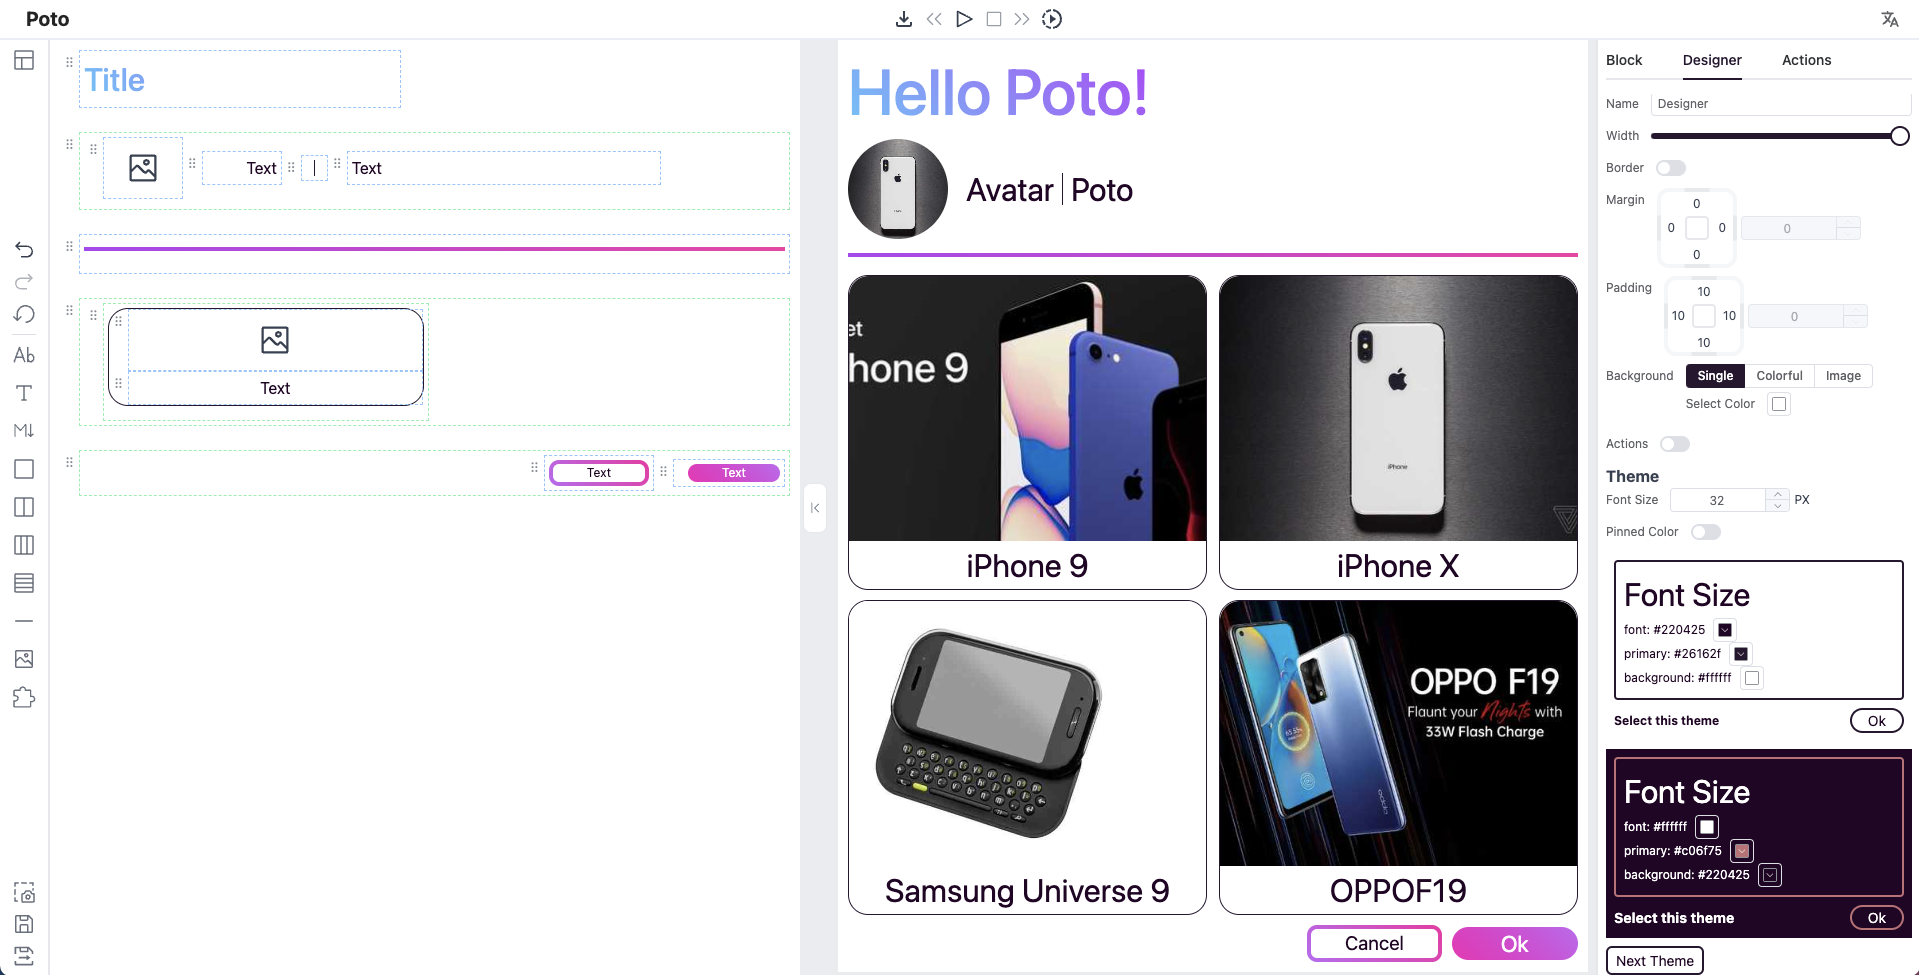 Poto
Title
Text
Text
Text
Text
Text
Ab
T
M↓
Hello Poto!
Avatar | Poto
et
hone 9
iPhone 9
iPhone
iPhone X
Samsung Universe 9
OPPO F19
Flaunt your Nights with
33W Flash Charge
oppo
OPPOF19
Cancel
Ok
Block Designer Actions
Name Designer
Width
Border
Margin
0
0 0 0
0
Padding
10
10 10 0
10
Background Single Colorful Image
Select Color
Actions
Theme
Font Size 32 PX
Pinned Color
Font Size
font: #220425
primary: #26162f
background: #ffffff
Select this theme Ok
Font Size
font: #ffffff
primary: #c06f75
background: #220425
Select this theme Ok
Next Theme